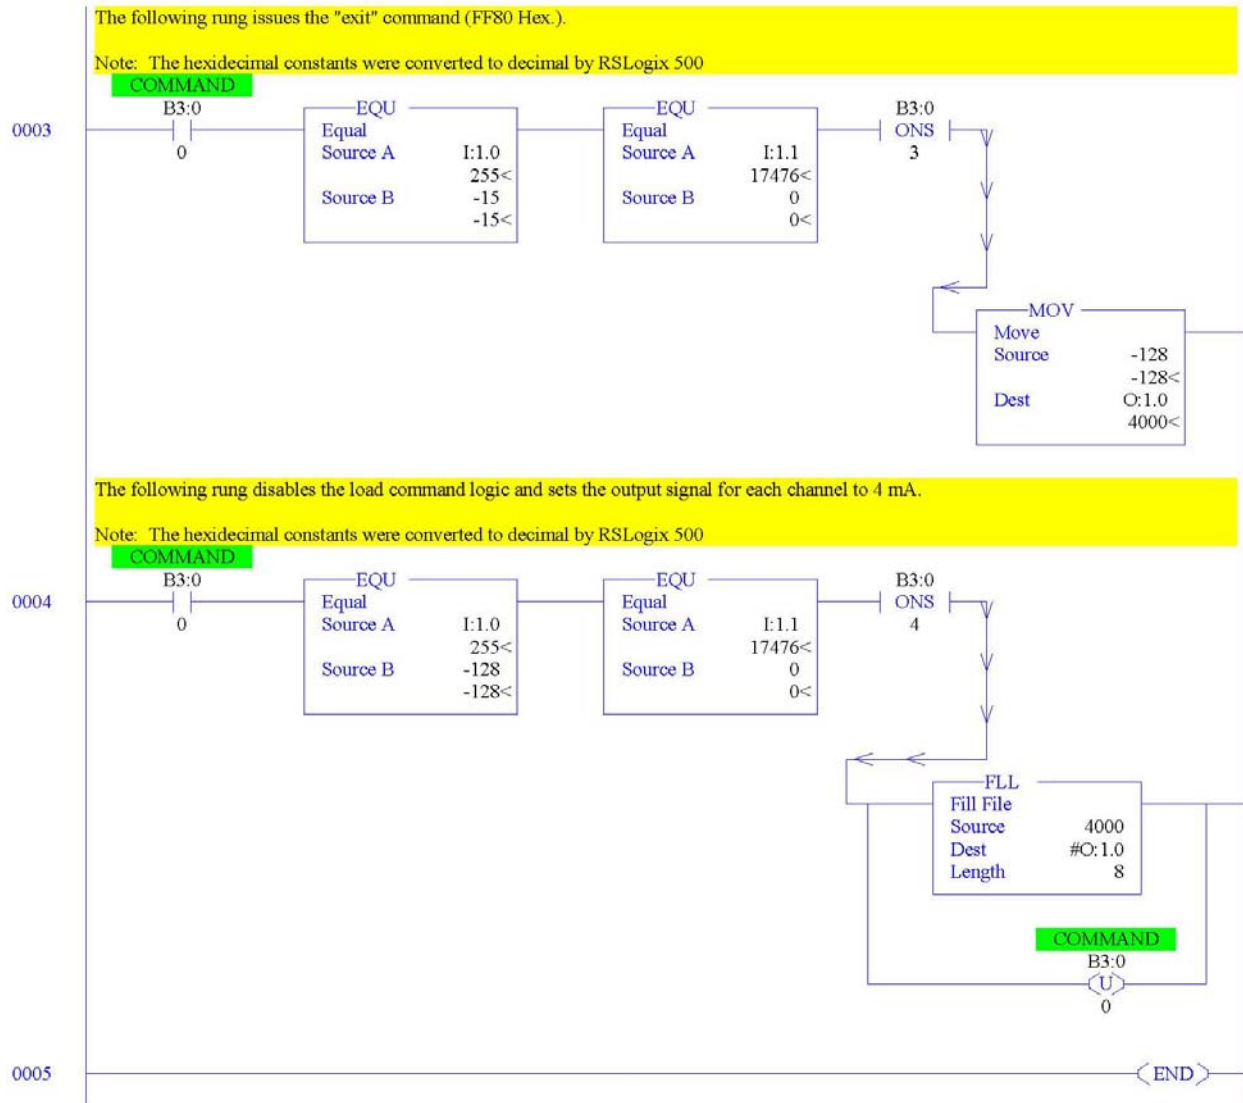 The following rung issues the "exit" command (FF80 Hex.).
Note: The hexidecimal constants were converted to decimal by RSLogix 500
COMMAND
B3:0
0003
0
EQU
Equal
Source A I:1.0
255<
Source B -15
-15<
EQU
Equal
Source A I:1.1
17476<
Source B 0
0<
B3:0
ONS
3
MOV
Move
Source -128
-128<
Dest O:1.0
4000<
The following rung disables the load command logic and sets the output signal for each channel to 4 mA.
Note: The hexidecimal constants were converted to decimal by RSLogix 500
COMMAND
B3:0
0004
0
EQU
Equal
Source A I:1.0
255<
Source B -128
-128<
EQU
Equal
Source A I:1.1
17476<
Source B 0
0<
B3:0
ONS
4
FLL
Fill File
Source 4000
Dest #O:1.0
Length 8
COMMAND
B3:0
U
0
0005
END